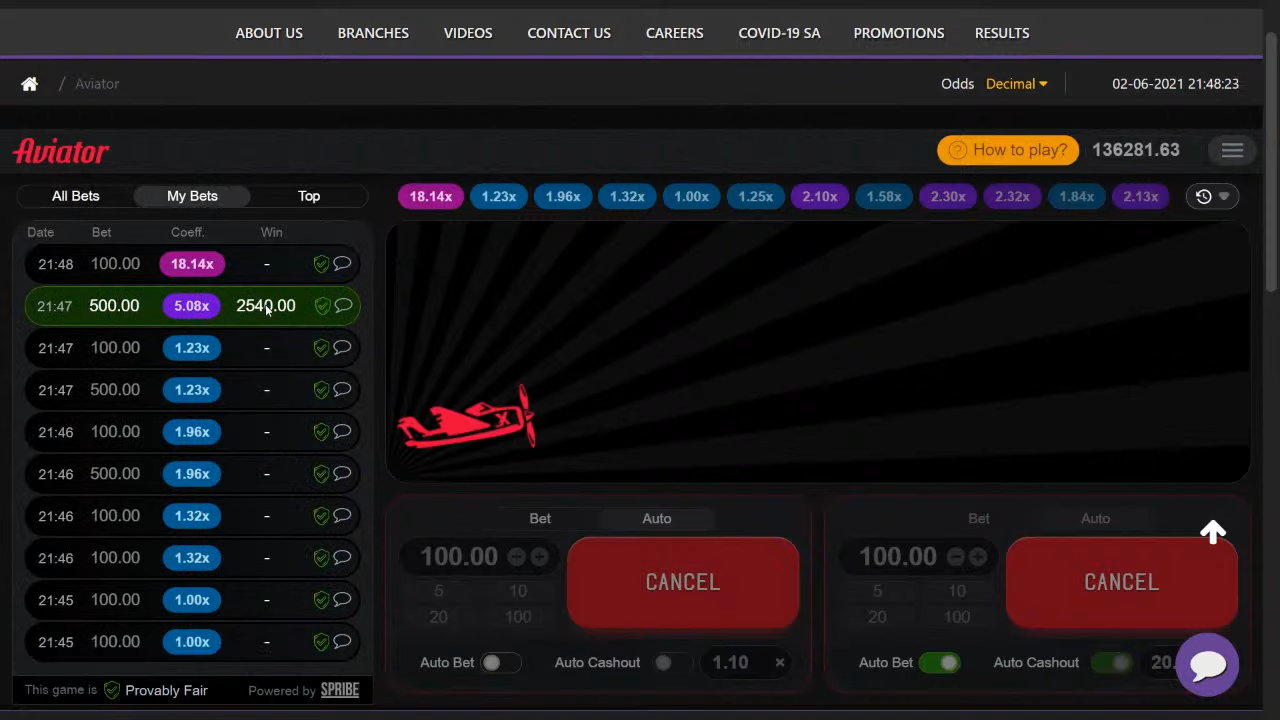 ABOUT US BRANCHES VIDEOS CONTACT US CAREERS COVID-19 SA PROMOTIONS RESULTS
/ Aviator Odds Decimal 02-06-2021 21:48:23
Aviator ? How to play? 136281.63
All Bets My Bets Top
18.14x 1.23x 1.96x 1.32x 1.00x 1.25x 2.10x 1.58x 2.30x 2.32x 1.84x 2.13x
Date Bet Coeff. Win
21:48 100.00 18.14x -
21:47 500.00 5.08x 2540.00
21:47 100.00 1.23x -
21:47 500.00 1.23x -
21:46 100.00 1.96x -
21:46 500.00 1.96x -
21:46 100.00 1.32x -
21:46 100.00 1.32x -
21:45 100.00 1.00x -
21:45 100.00 1.00x -
This game is Provably Fair Powered by SPRIBE
X
Bet Auto
100.00 - +
5 10
20 100
CANCEL
Auto Bet Auto Cashout 1.10 ×
Bet Auto
100.00 - +
5 10
20 100
CANCEL
Auto Bet Auto Cashout 20.